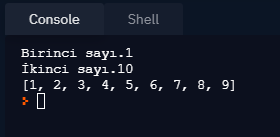 Console Shell
Birinci sayı.1
İkinci sayı.10
[1, 2, 3, 4, 5, 6, 7, 8, 9]